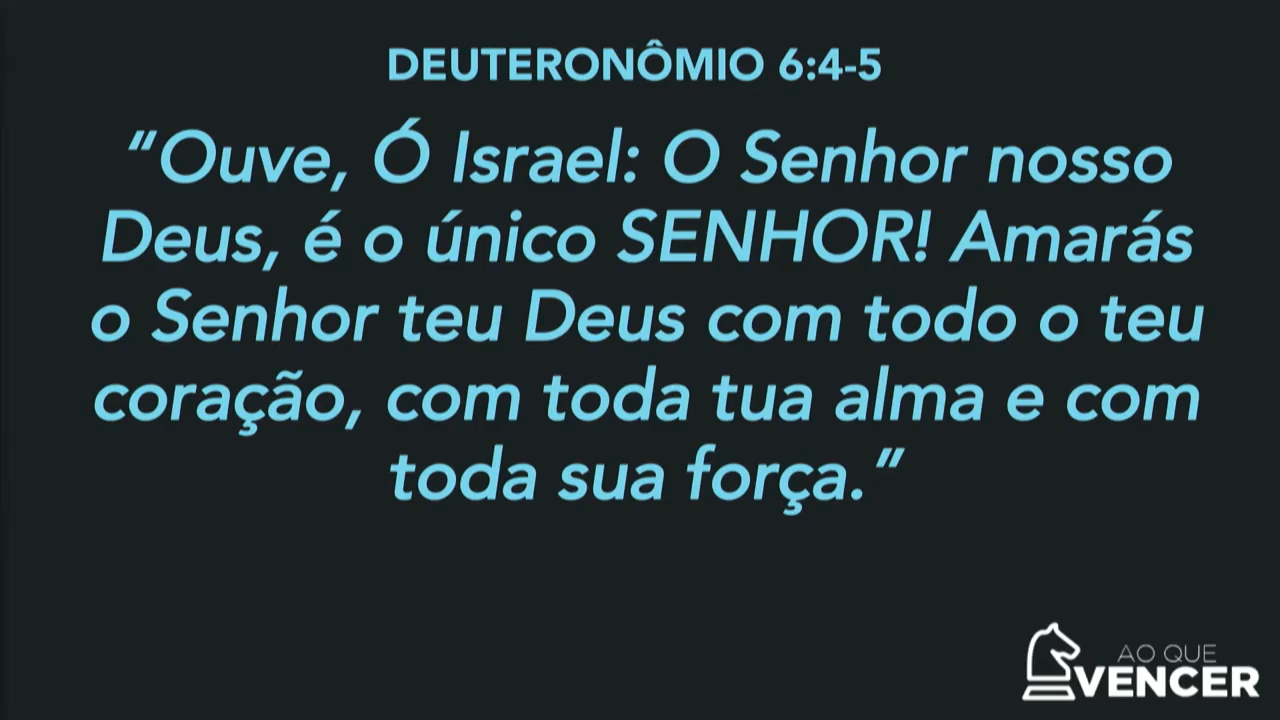 DEUTERONÔMIO 6:4-5
“Ouve, Ó Israel: O Senhor nosso
Deus, é o único SENHOR! Amarás
o Senhor teu Deus com todo o teu
coração, com toda tua alma e com
toda sua força.”
AO QUE
VENCER